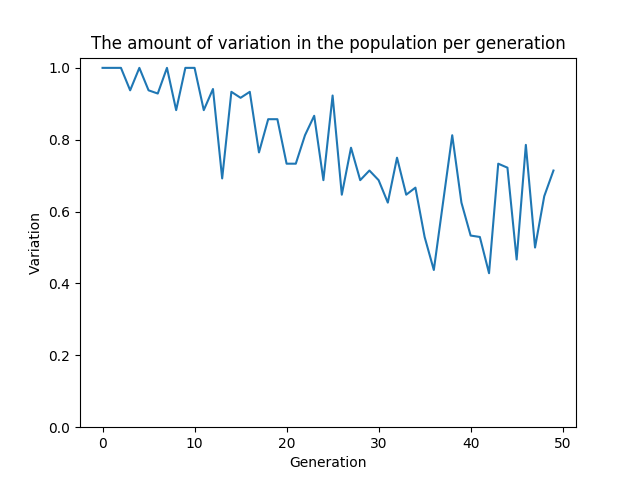 The amount of variation in the population per generation
1.0
0.8
0.6
0.4
0.2
0.0
Variation
0 10 20 30 40 50
Generation